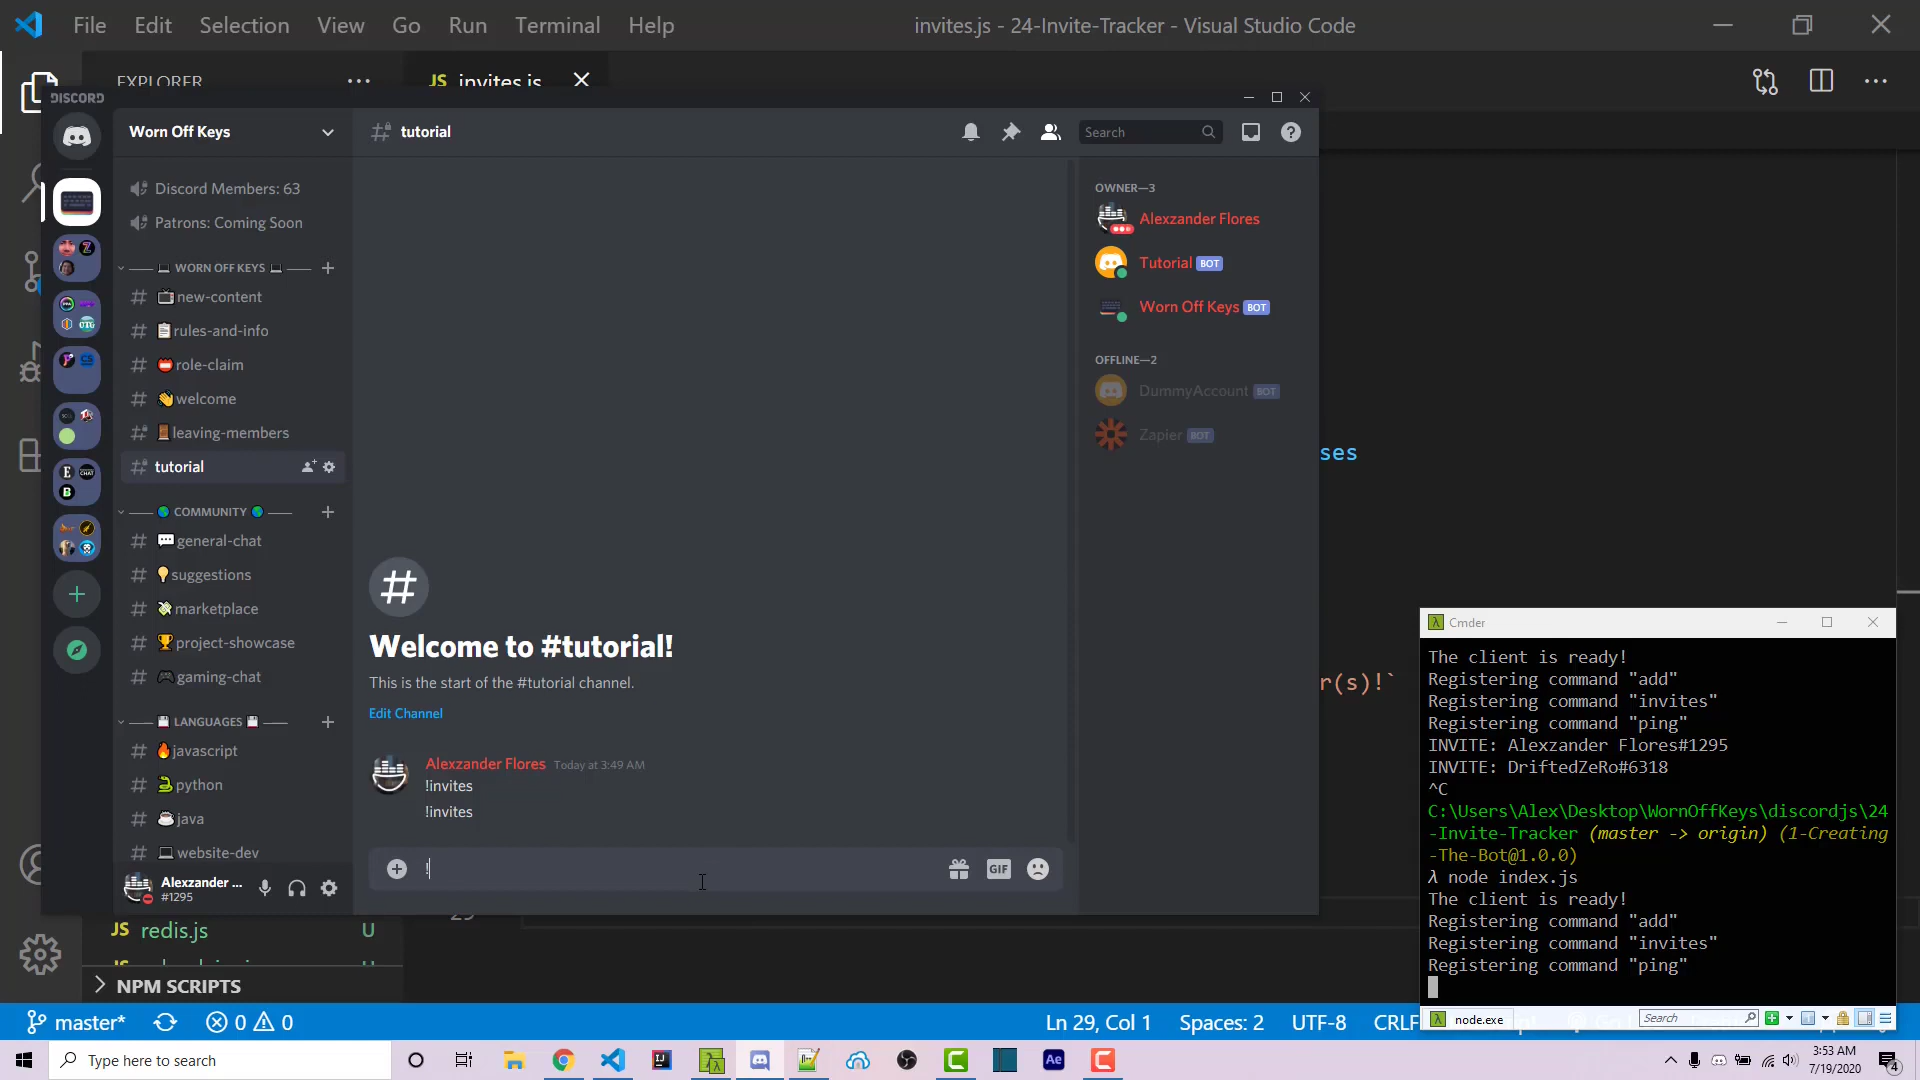 File Edit Selection View Go Run Terminal Help
invites.js - 24-Invite-Tracker - Visual Studio Code
EXPLORER
JS invites.js
DISCORD
Worn Off Keys
Discord Members: 63
Patrons: Coming Soon
WORN OFF KEYS
new-content
rules-and-info
role-claim
welcome
leaving-members
tutorial
COMMUNITY
general-chat
suggestions
marketplace
project-showcase
gaming-chat
LANGUAGES
javascript
python
java
website-dev
Alexzander ...
#1295
tutorial
Search
Welcome to #tutorial!
This is the start of the #tutorial channel.
Edit Channel
Alexzander Flores Today at 3:49 AM
!invites
!invites
!
GIF
OWNER—3
Alexzander Flores
Tutorial BOT
Worn Off Keys BOT
OFFLINE—2
DummyAccount BOT
Zapier BOT
ses
r(s)!`
29
JS redis.js U
NPM SCRIPTS
Cmder
The client is ready!
Registering command "add"
Registering command "invites"
Registering command "ping"
INVITE: Alexzander Flores#1295
INVITE: DriftedZeRo#6318
^C
C:\Users\Alex\Desktop\WornOffKeys\discordjs\24
-Invite-Tracker (master -> origin) (1-Creating
-The-Bot@1.0.0)
λ node index.js
The client is ready!
Registering command "add"
Registering command "invites"
Registering command "ping"
node.exe
Search
master* 0 0
Ln 29, Col 1 Spaces: 2 UTF-8 CRLF
Type here to search
3:53 AM
7/19/2020
4